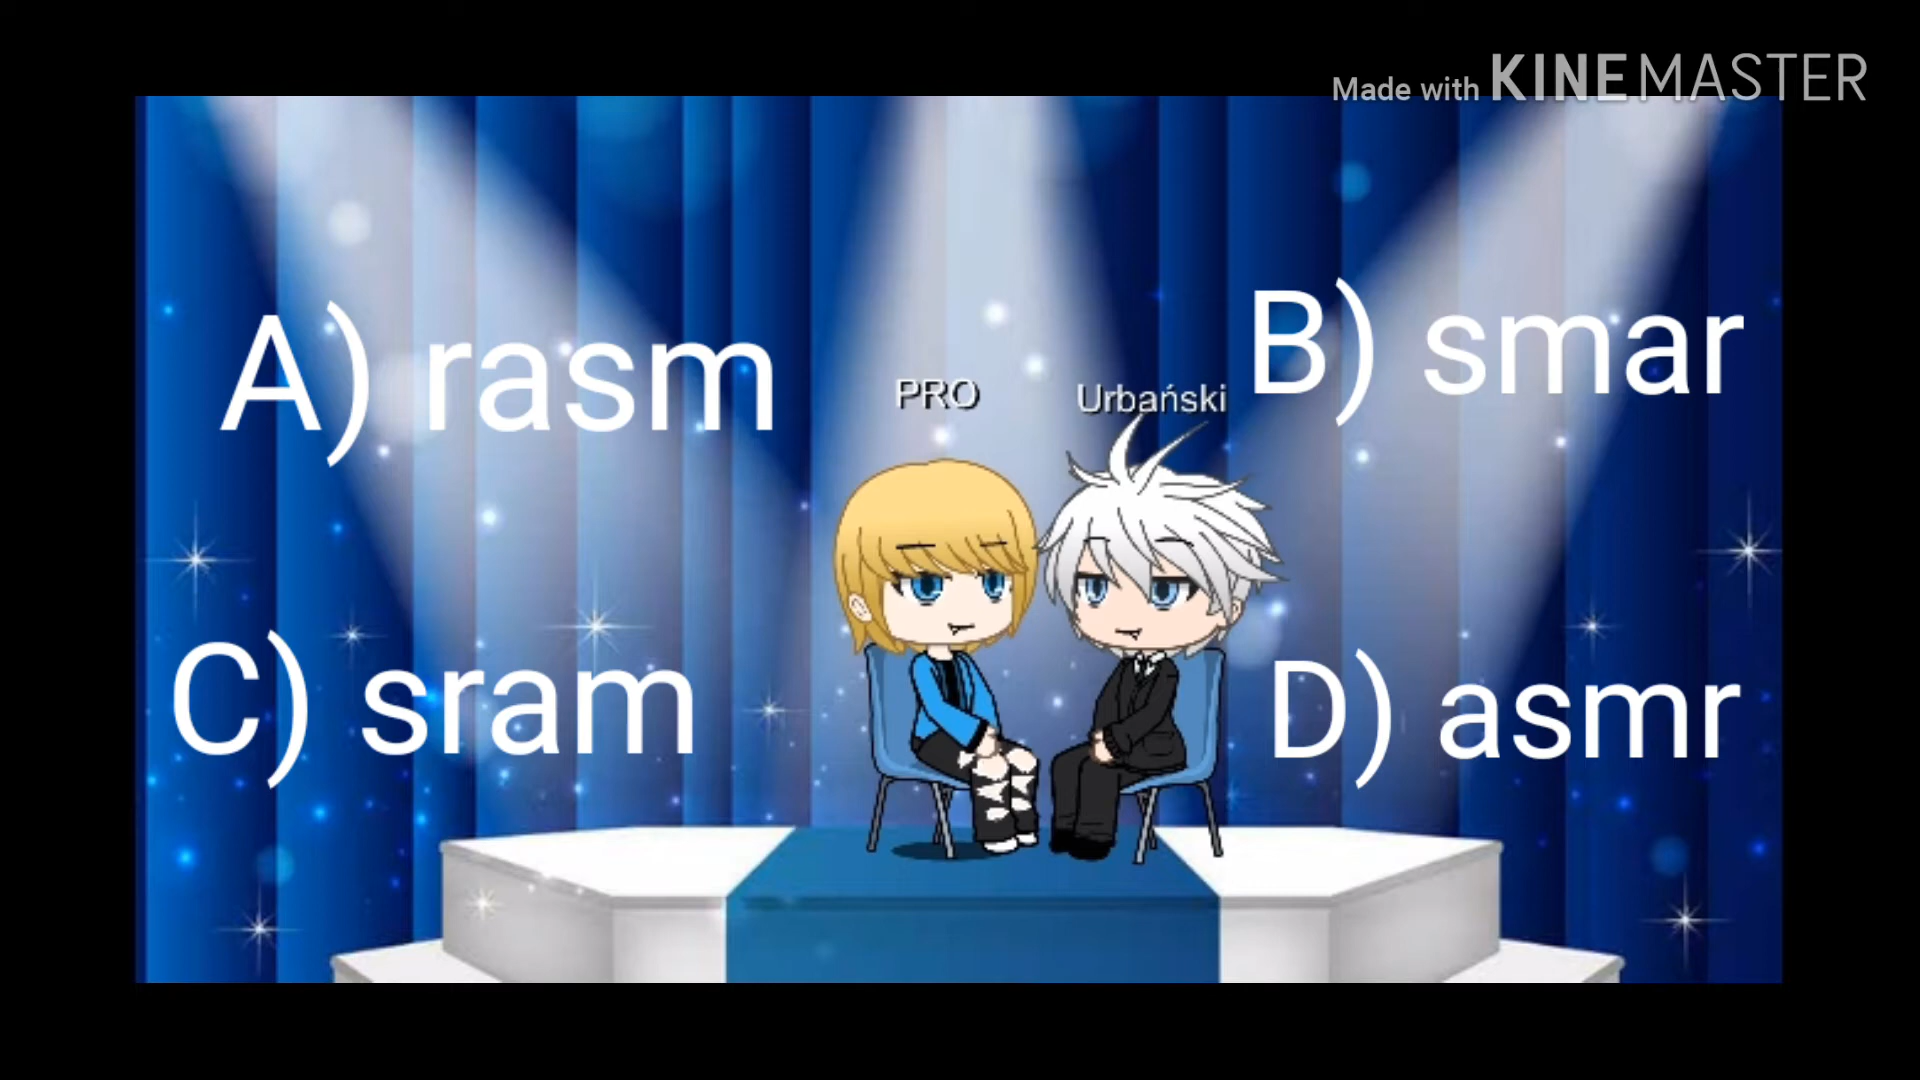 Made with KINEMASTER
A) rasm
B) smar
PRO
Urbański
C) sram
D) asmr